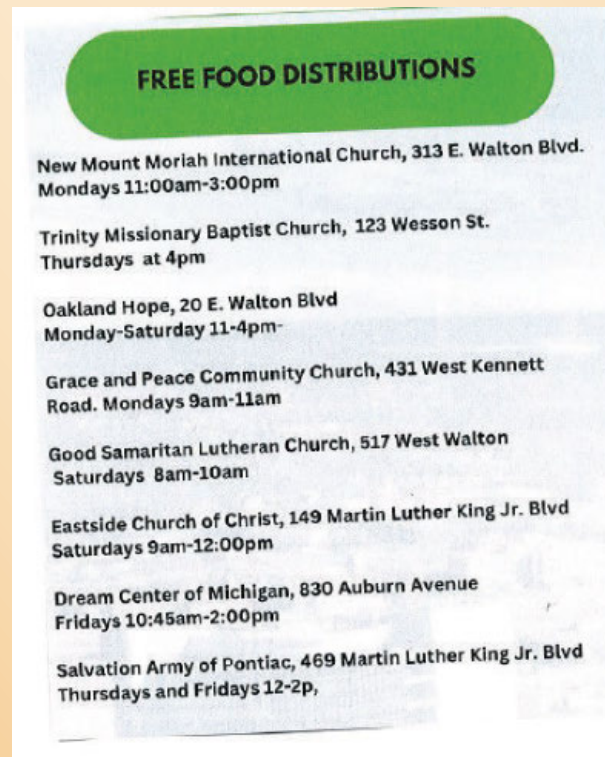 FREE FOOD DISTRIBUTIONS
New Mount Moriah International Church, 313 E. Walton Blvd.
Mondays 11:00am-3:00pm
Trinity Missionary Baptist Church, 123 Wesson St.
Thursdays at 4pm
Oakland Hope, 20 E. Walton Blvd
Monday-Saturday 11-4pm-
Grace and Peace Community Church, 431 West Kennett
Road. Mondays 9am-11am
Good Samaritan Lutheran Church, 517 West Walton
Saturdays 8am-10am
Eastside Church of Christ, 149 Martin Luther King Jr. Blvd
Saturdays 9am-12:00pm
Dream Center of Michigan, 830 Auburn Avenue
Fridays 10:45am-2:00pm
Salvation Army of Pontiac, 469 Martin Luther King Jr. Blvd
Thursdays and Fridays 12-2p,